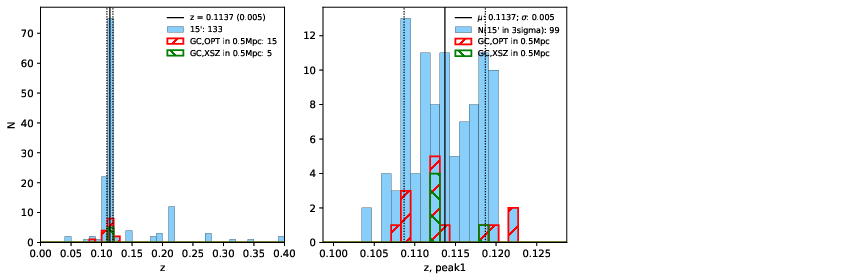 z = 0.1137 (0.005)
15': 133
GC,OPT in 0.5Mpc: 15
GC,XSZ in 0.5Mpc: 5
N
70
60
50
40
30
20
10
0
0.00 0.05 0.10 0.15 0.20 0.25 0.30 0.35 0.40
z
μ: 0.1137; σ: 0.005
N(15' in 3sigma): 99
GC,OPT in 0.5Mpc
GC,XSZ in 0.5Mpc
12
10
8
6
4
2
0
0.100 0.105 0.110 0.115 0.120 0.125
z, peak1